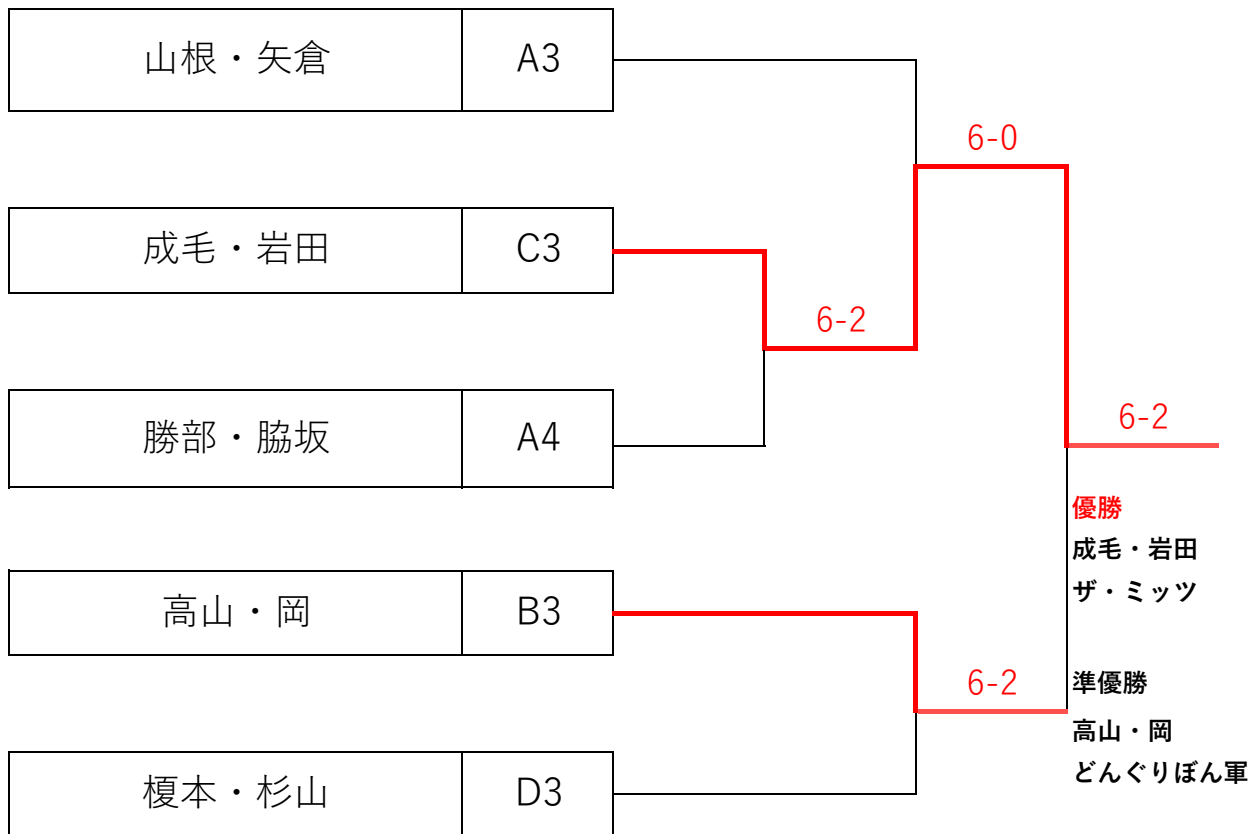 山根・矢倉 A3
6-0
成毛・岩田 C3
6-2
勝部・脇坂 A4
6-2
優勝
成毛・岩田
ザ・ミッツ
高山・岡 B3
6-2
準優勝
高山・岡
どんぐりぽん軍
榎本・杉山 D3